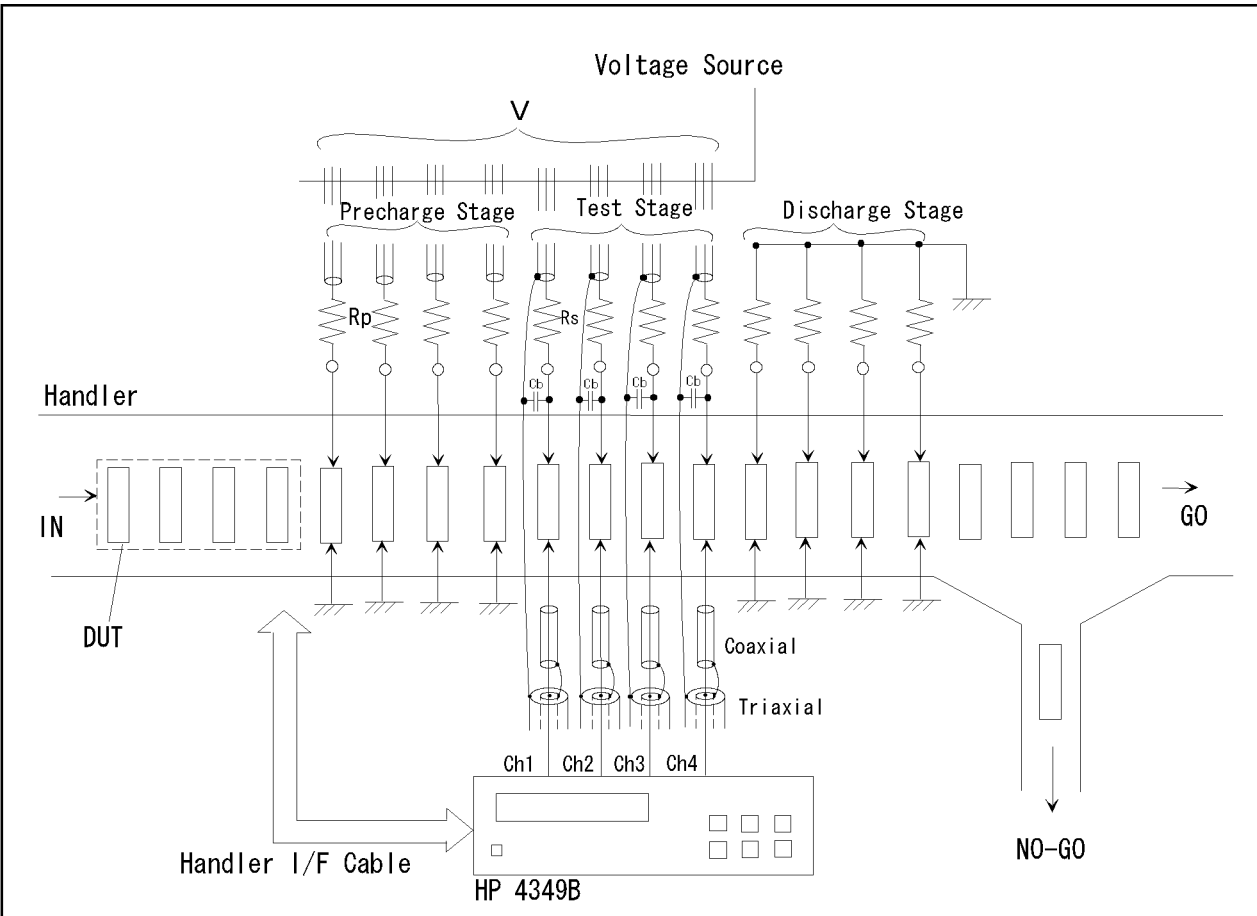 Voltage Source
V
Precharge Stage
Test Stage
Discharge Stage
Rp
Rs
Cb
Cb
Cb
Cb
Handler
IN
GO
DUT
Coaxial
Triaxial
Ch1
Ch2
Ch3
Ch4
Handler I/F Cable
HP 4349B
NO-GO